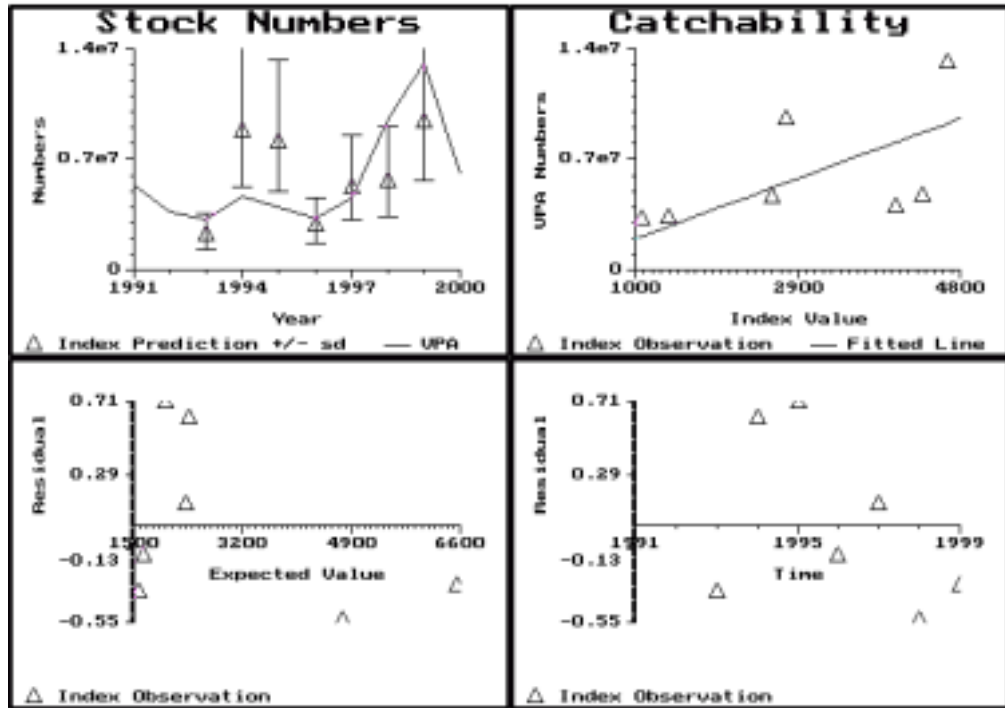 Stock Numbers
1.4e7
0.7e7
0
Numbers
1991 1994 1997 2000
Year
△ Index Prediction +/- sd — VPA
Catchability
1.4e7
0.7e7
0
VPA Numbers
1000 2900 4800
Index Value
△ Index Observation — Fitted Line
0.71
0.29
-0.13
-0.55
Residual
1500 3200 4900 6600
Expected Value
△ Index Observation
0.71
0.29
-0.13
-0.55
Residual
1991 1995 1999
Time
△ Index Observation